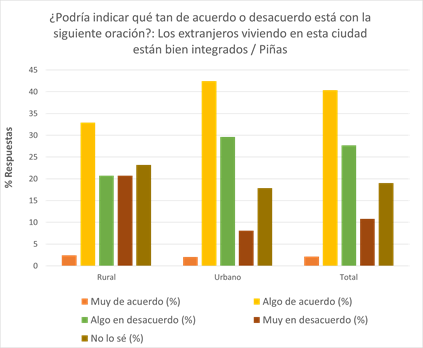 ¿Podría indicar qué tan de acuerdo o desacuerdo está con la
siguiente oración?: Los extranjeros viviendo en esta ciudad
están bien integrados / Piñas
% Respuestas
45
40
35
30
25
20
15
10
5
0
Rural
Urbano
Total
Muy de acuerdo (%)
Algo de acuerdo (%)
Algo en desacuerdo (%)
Muy en desacuerdo (%)
No lo sé (%)